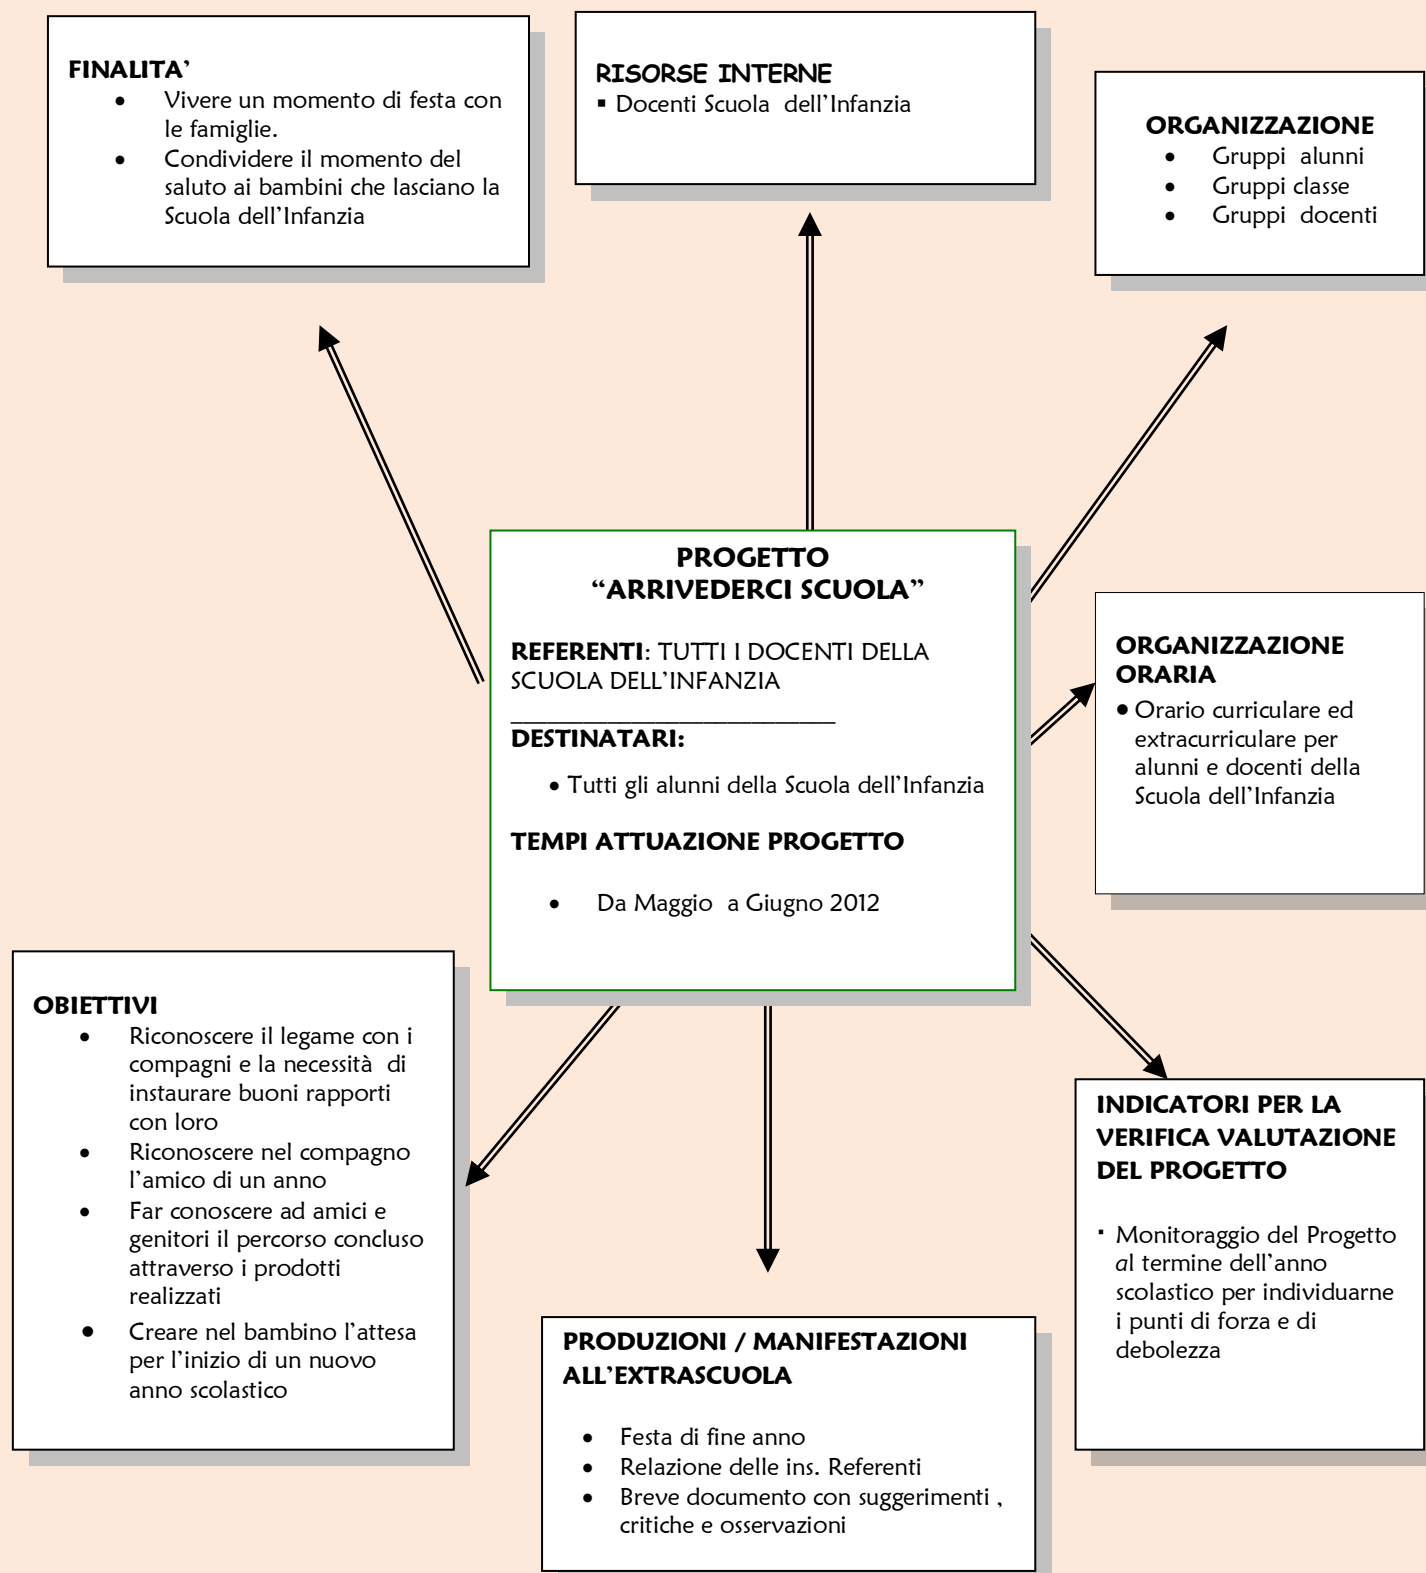 FINALITA’
• Vivere un momento di festa con
le famiglie.
• Condividere il momento del
saluto ai bambini che lasciano la
Scuola dell’Infanzia
RISORSE INTERNE
▪ Docenti Scuola dell’Infanzia
ORGANIZZAZIONE
• Gruppi alunni
• Gruppi classe
• Gruppi docenti
PROGETTO
“ARRIVEDERCI SCUOLA”
REFERENTI: TUTTI I DOCENTI DELLA
SCUOLA DELL’INFANZIA
___________________________
DESTINATARI:
• Tutti gli alunni della Scuola dell’Infanzia
TEMPI ATTUAZIONE PROGETTO
• Da Maggio a Giugno 2012
ORGANIZZAZIONE
ORARIA
• Orario curriculare ed
extracurriculare per
alunni e docenti della
Scuola dell’Infanzia
OBIETTIVI
• Riconoscere il legame con i
compagni e la necessità di
instaurare buoni rapporti
con loro
• Riconoscere nel compagno
l’amico di un anno
• Far conoscere ad amici e
genitori il percorso concluso
attraverso i prodotti
realizzati
• Creare nel bambino l’attesa
per l’inizio di un nuovo
anno scolastico
PRODUZIONI / MANIFESTAZIONI
ALL’EXTRASCUOLA
• Festa di fine anno
• Relazione delle ins. Referenti
• Breve documento con suggerimenti ,
critiche e osservazioni
INDICATORI PER LA
VERIFICA VALUTAZIONE
DEL PROGETTO
▪ Monitoraggio del Progetto
al termine dell’anno
scolastico per individuarne
i punti di forza e di
debolezza